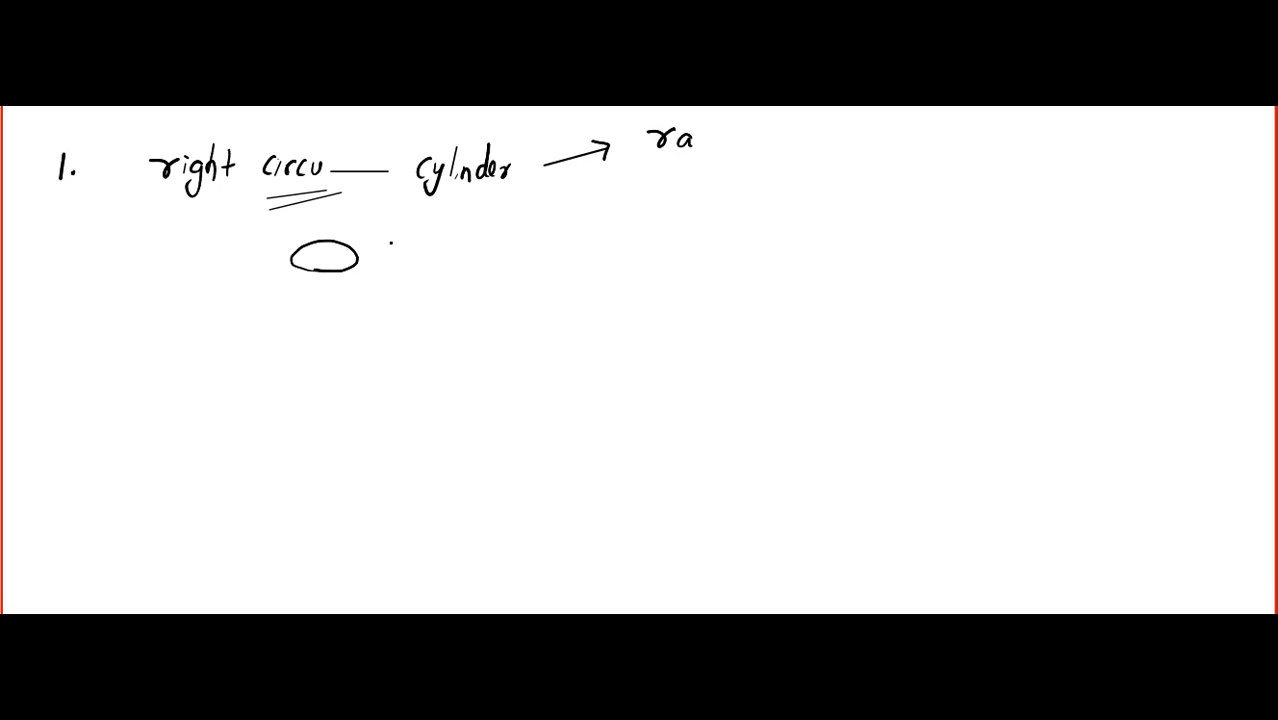 1. right circu— cylinder → ra